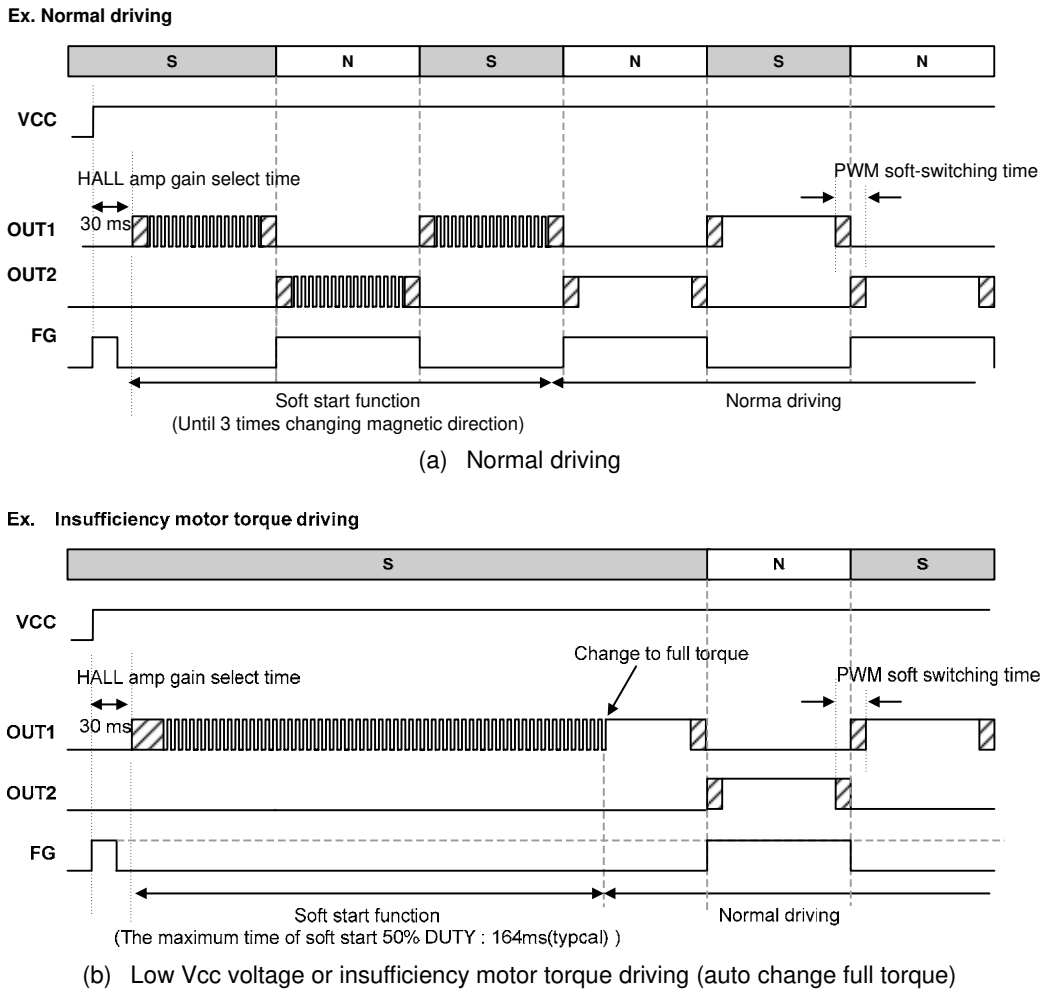 Ex. Normal driving
S N S N S N
VCC
HALL amp gain select time
PWM soft-switching time
30 ms
OUT1
OUT2
FG
Soft start function
Norma driving
(Until 3 times changing magnetic direction)
(a) Normal driving
Ex. Insufficiency motor torque driving
S N S
VCC
Change to full torque
HALL amp gain select time
PWM soft switching time
30 ms
OUT1
OUT2
FG
Soft start function
Normal driving
(The maximum time of soft start 50% DUTY : 164ms(typcal) )
(b) Low Vcc voltage or insufficiency motor torque driving (auto change full torque)